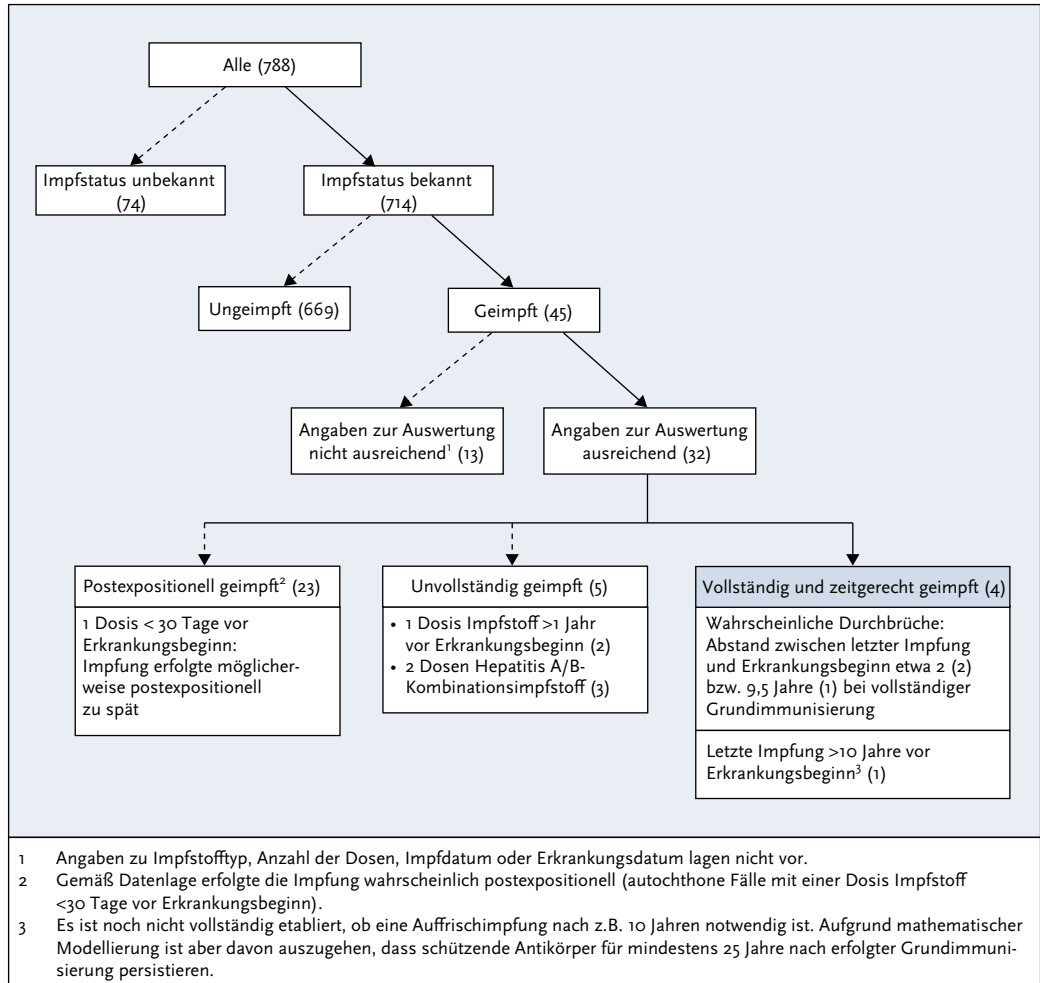 Alle (788)
Impfstatus unbekannt
(74)
Impfstatus bekannt
(714)
Ungeimpft (669)
Geimpft (45)
Angaben zur Auswertung
nicht ausreichend¹ (13)
Angaben zur Auswertung
ausreichend (32)
Postexpositionell geimpft² (23)
1 Dosis < 30 Tage vor
Erkrankungsbeginn:
Impfung erfolgte möglicher-
weise postexpositionell
zu spät
Unvollständig geimpft (5)
• 1 Dosis Impfstoff >1 Jahr
vor Erkrankungsbeginn (2)
• 2 Dosen Hepatitis A/B-
Kombinationsimpfstoff (3)
Vollständig und zeitgerecht geimpft (4)
Wahrscheinliche Durchbrüche:
Abstand zwischen letzter Impfung
und Erkrankungsbeginn etwa 2 (2)
bzw. 9,5 Jahre (1) bei vollständiger
Grundimmunisierung
Letzte Impfung >10 Jahre vor
Erkrankungsbeginn³ (1)
1 Angaben zu Impfstofftyp, Anzahl der Dosen, Impfdatum oder Erkrankungsdatum lagen nicht vor.
2 Gemäß Datenlage erfolgte die Impfung wahrscheinlich postexpositionell (autochthone Fälle mit einer Dosis Impfstoff
<30 Tage vor Erkrankungsbeginn).
3 Es ist noch nicht vollständig etabliert, ob eine Auffrischimpfung nach z.B. 10 Jahren notwendig ist. Aufgrund mathematischer
Modellierung ist aber davon auszugehen, dass schützende Antikörper für mindestens 25 Jahre nach erfolgter Grundimmuni-
sierung persistieren.